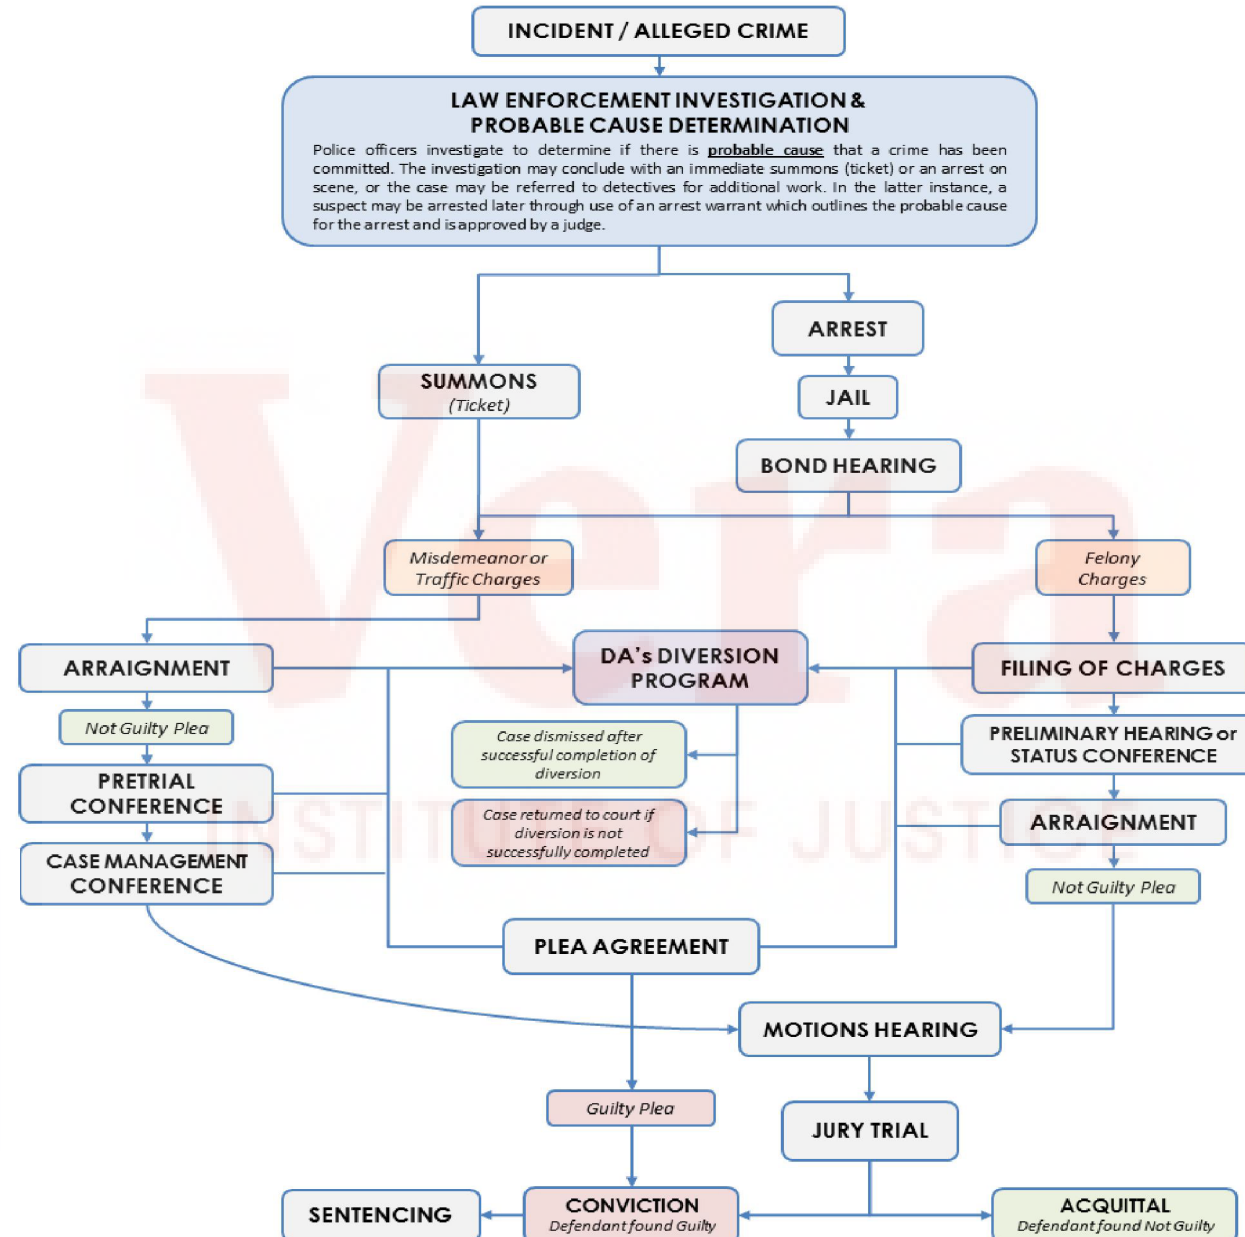 INCIDENT / ALLEGED CRIME
LAW ENFORCEMENT INVESTIGATION &
PROBABLE CAUSE DETERMINATION
Police officers investigate to determine if there is probable cause that a crime has been
committed. The investigation may conclude with an immediate summons (ticket) or an arrest on
scene, or the case may be referred to detectives for additional work. In the latter instance, a
suspect may be arrested later through use of an arrest warrant which outlines the probable cause
for the arrest and is approved by a judge.
ARREST
SUMMONS
(Ticket)
JAIL
BOND HEARING
Misdemeanor or
Traffic Charges
Felony
Charges
ARRAIGNMENT
DA's DIVERSION
PROGRAM
FILING OF CHARGES
Not Guilty Plea
Case dismissed after
successful completion of
diversion
PRELIMINARY HEARING or
STATUS CONFERENCE
PRETRIAL
CONFERENCE
Case returned to court if
diversion is not
successfully completed
ARRAIGNMENT
CASE MANAGEMENT
CONFERENCE
Not Guilty Plea
PLEA AGREEMENT
MOTIONS HEARING
Guilty Plea
JURY TRIAL
SENTENCING
CONVICTION
Defendant found Guilty
ACQUITTAL
Defendant found Not Guilty
Vera
INSTITUTE OF JUSTICE